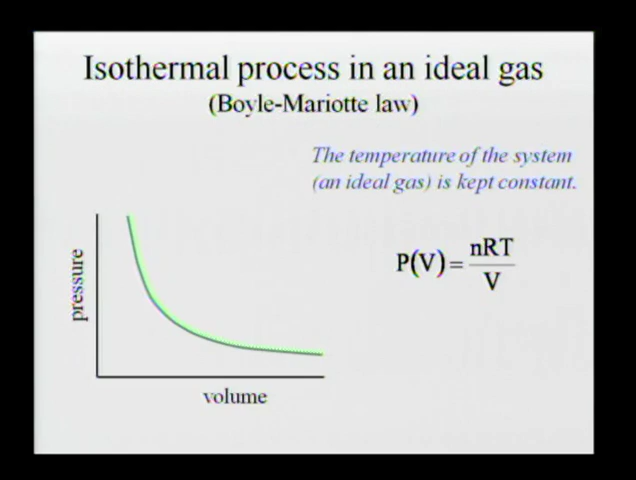 Isothermal process in an ideal gas
(Boyle-Mariotte law)
The temperature of the system
(an ideal gas) is kept constant.
P(V) = nRT / V
pressure
volume